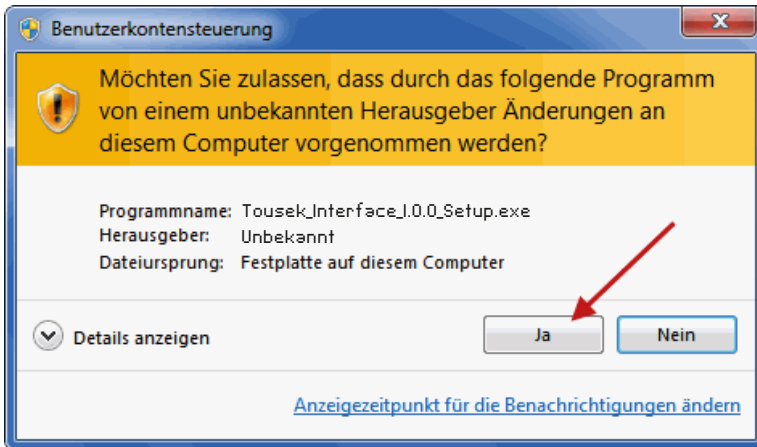 Benutzerkontensteuerung
Möchten Sie zulassen, dass durch das folgende Programm
von einem unbekannten Herausgeber Änderungen an
diesem Computer vorgenommen werden?
Programmname: Tousek_Interface_1.0.0_Setup.exe
Herausgeber: Unbekannt
Dateiursprung: Festplatte auf diesem Computer
Details anzeigen
Ja
Nein
Anzeigezeitpunkt für die Benachrichtigungen ändern